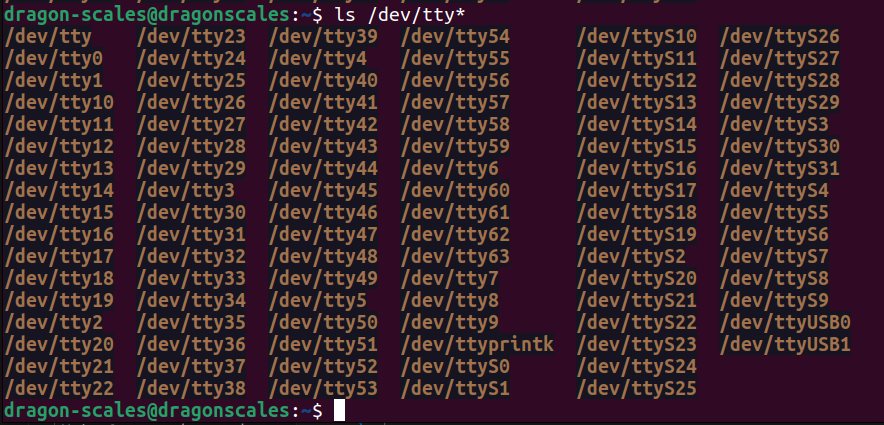 dragon-scales@dragonscales:~$ ls /dev/tty*
/dev/tty /dev/tty23 /dev/tty39 /dev/tty54 /dev/ttyS10 /dev/ttyS26
/dev/tty0 /dev/tty24 /dev/tty4 /dev/tty55 /dev/ttyS11 /dev/ttyS27
/dev/tty1 /dev/tty25 /dev/tty40 /dev/tty56 /dev/ttyS12 /dev/ttyS28
/dev/tty10 /dev/tty26 /dev/tty41 /dev/tty57 /dev/ttyS13 /dev/ttyS29
/dev/tty11 /dev/tty27 /dev/tty42 /dev/tty58 /dev/ttyS14 /dev/ttyS3
/dev/tty12 /dev/tty28 /dev/tty43 /dev/tty59 /dev/ttyS15 /dev/ttyS30
/dev/tty13 /dev/tty29 /dev/tty44 /dev/tty6 /dev/ttyS16 /dev/ttyS31
/dev/tty14 /dev/tty3 /dev/tty45 /dev/tty60 /dev/ttyS17 /dev/ttyS4
/dev/tty15 /dev/tty30 /dev/tty46 /dev/tty61 /dev/ttyS18 /dev/ttyS5
/dev/tty16 /dev/tty31 /dev/tty47 /dev/tty62 /dev/ttyS19 /dev/ttyS6
/dev/tty17 /dev/tty32 /dev/tty48 /dev/tty63 /dev/ttyS2 /dev/ttyS7
/dev/tty18 /dev/tty33 /dev/tty49 /dev/tty7 /dev/ttyS20 /dev/ttyS8
/dev/tty19 /dev/tty34 /dev/tty5 /dev/tty8 /dev/ttyS21 /dev/ttyS9
/dev/tty2 /dev/tty35 /dev/tty50 /dev/tty9 /dev/ttyS22 /dev/ttyUSB0
/dev/tty20 /dev/tty36 /dev/tty51 /dev/ttyprintk /dev/ttyS23 /dev/ttyUSB1
/dev/tty21 /dev/tty37 /dev/tty52 /dev/ttyS0 /dev/ttyS24
/dev/tty22 /dev/tty38 /dev/tty53 /dev/ttyS1 /dev/ttyS25
dragon-scales@dragonscales:~$